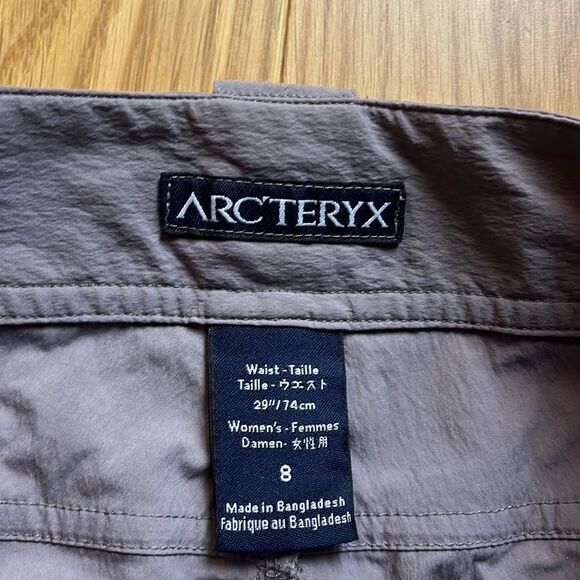 ARC'TERYX
Waist - Taille
Taille - ウエスト
29"/74cm
Women's - Femmes
Damen - 女性用
8
Made in Bangladesh
Fabrique au Bangladesh